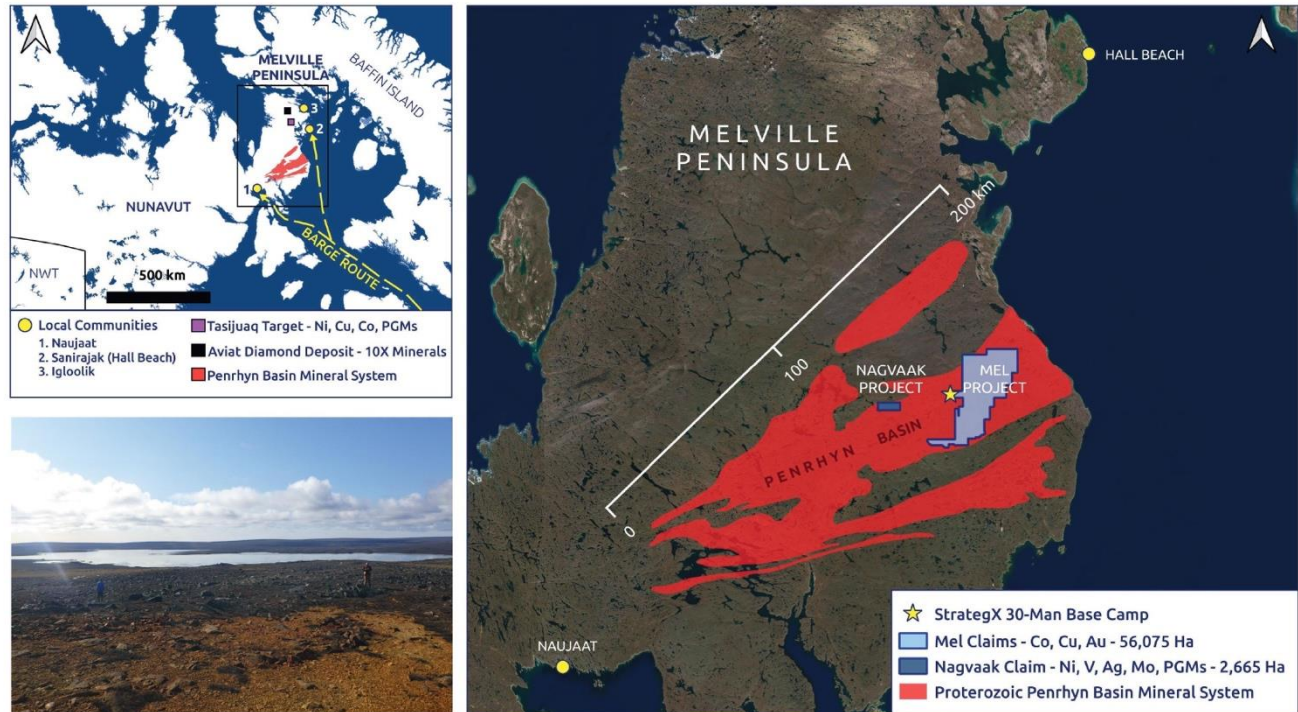 MELVILLE
PENINSULA
BAFFIN ISLAND
3
2
1
NUNAVUT
NWT
BARGE ROUTE
500 km
Local Communities
1. Naujaat
2. Sanirajak (Hall Beach)
3. Igloolik
Tasijuaq Target - Ni, Cu, Co, PGMs
Aviat Diamond Deposit - 10X Minerals
Penrhyn Basin Mineral System
HALL BEACH
MELVILLE
PENINSULA
200 km
100
0
NAGVAAK
PROJECT
MEL
PROJECT
PENRHYN BASIN
NAUJAAT
StrategX 30-Man Base Camp
Mel Claims - Co, Cu, Au - 56,075 Ha
Nagvaak Claim - Ni, V, Ag, Mo, PGMs - 2,665 Ha
Proterozoic Penrhyn Basin Mineral System